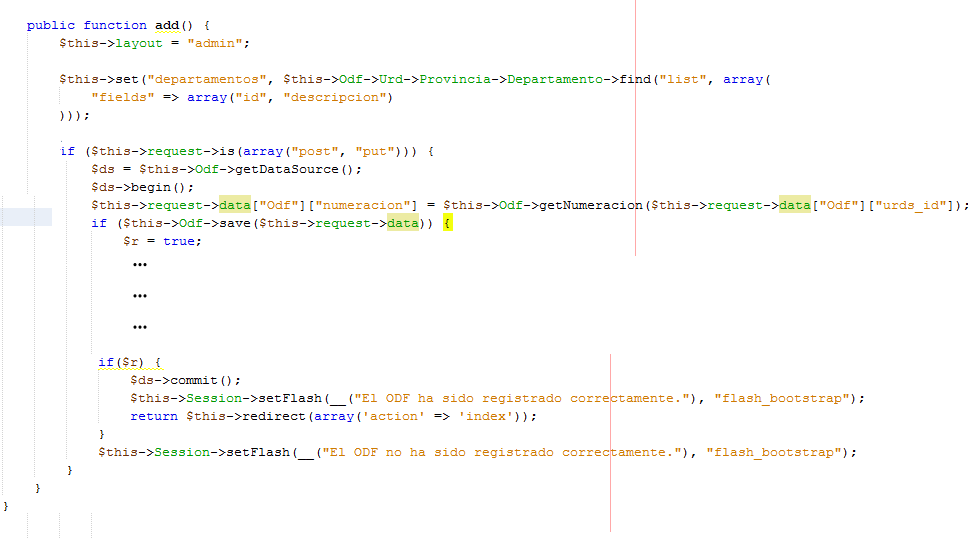 public function add() {
$this->layout = "admin";
$this->set("departamentos", $this->Odf->Urd->Provincia->Departamento->find("list", array(
"fields" => array("id", "descripcion")
)));
if ($this->request->is(array("post", "put"))) {
$ds = $this->Odf->getDataSource();
$ds->begin();
$this->request->data["Odf"]["numeracion"] = $this->Odf->getNumeracion($this->request->data["Odf"]["urds_id"]);
if ($this->Odf->save($this->request->data)) {
$r = true;
...
...
...
if($r) {
$ds->commit();
$this->Session->setFlash(__("El ODF ha sido registrado correctamente."), "flash_bootstrap");
return $this->redirect(array('action' => 'index'));
}
$this->Session->setFlash(__("El ODF no ha sido registrado correctamente."), "flash_bootstrap");
}
}
}